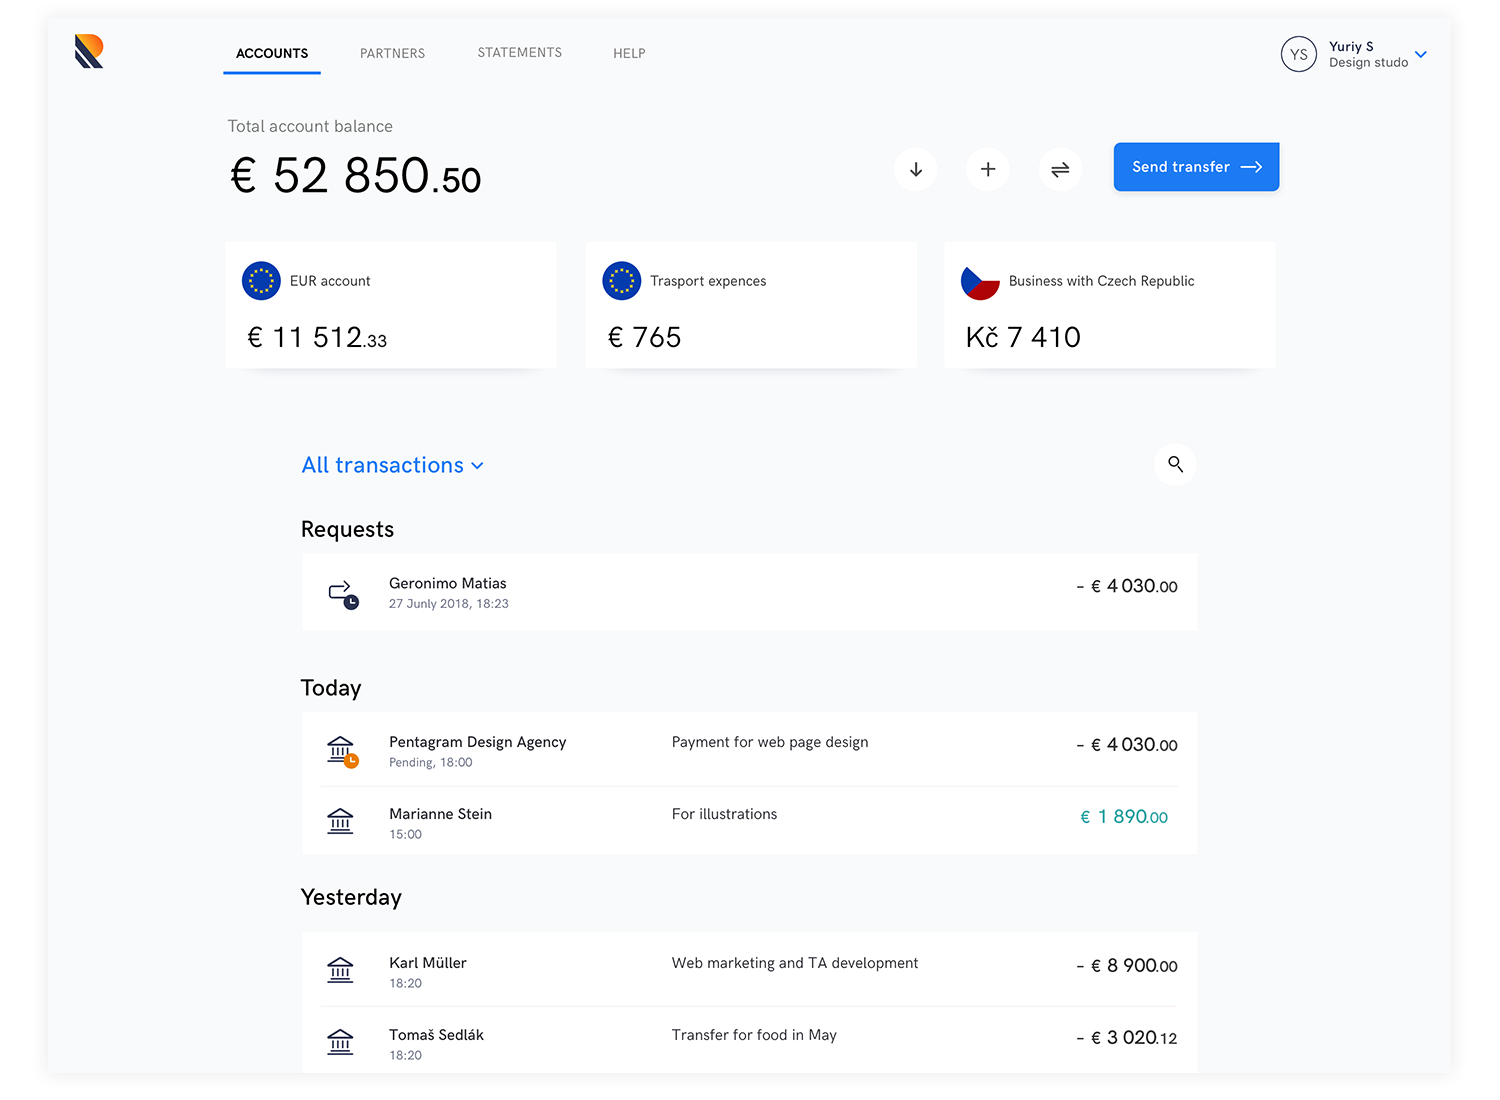 ACCOUNTS
PARTNERS
STATEMENTS
HELP
YS
Yuriy S
Design studo
Total account balance
€ 52 850.50
Send transfer
EUR account
€ 11 512.33
Trasport expences
€ 765
Business with Czech Republic
Kč 7 410
All transactions
Requests
Geronimo Matias
- € 4 030.00
27 Junly 2018, 18:23
Today
Pentagram Design Agency
Payment for web page design
- € 4 030.00
Pending, 18:00
Marianne Stein
For illustrations
€ 1 890.00
15:00
Yesterday
Karl Müller
Web marketing and TA development
- € 8 900.00
18:20
Tomaš Sedlák
Transfer for food in May
- € 3 020.12
18:20